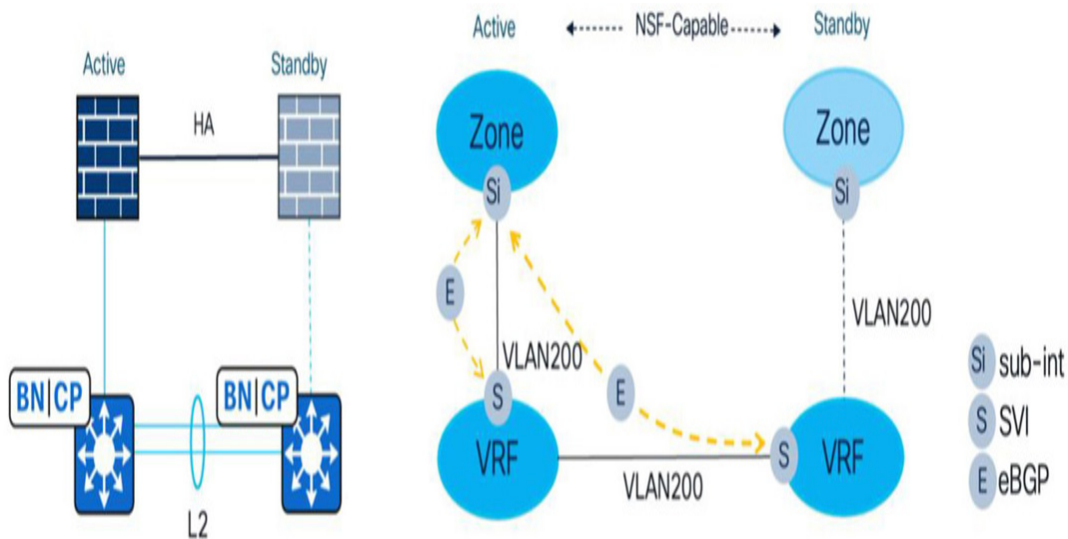 Active
Standby
HA
BN|CP
BN|CP
L2
Active
NSF-Capable
Standby
Zone
Zone
Si
Si
E
VLAN200
VLAN200
E
S
VRF
S
VRF
VLAN200
Si sub-int
S SVI
E eBGP